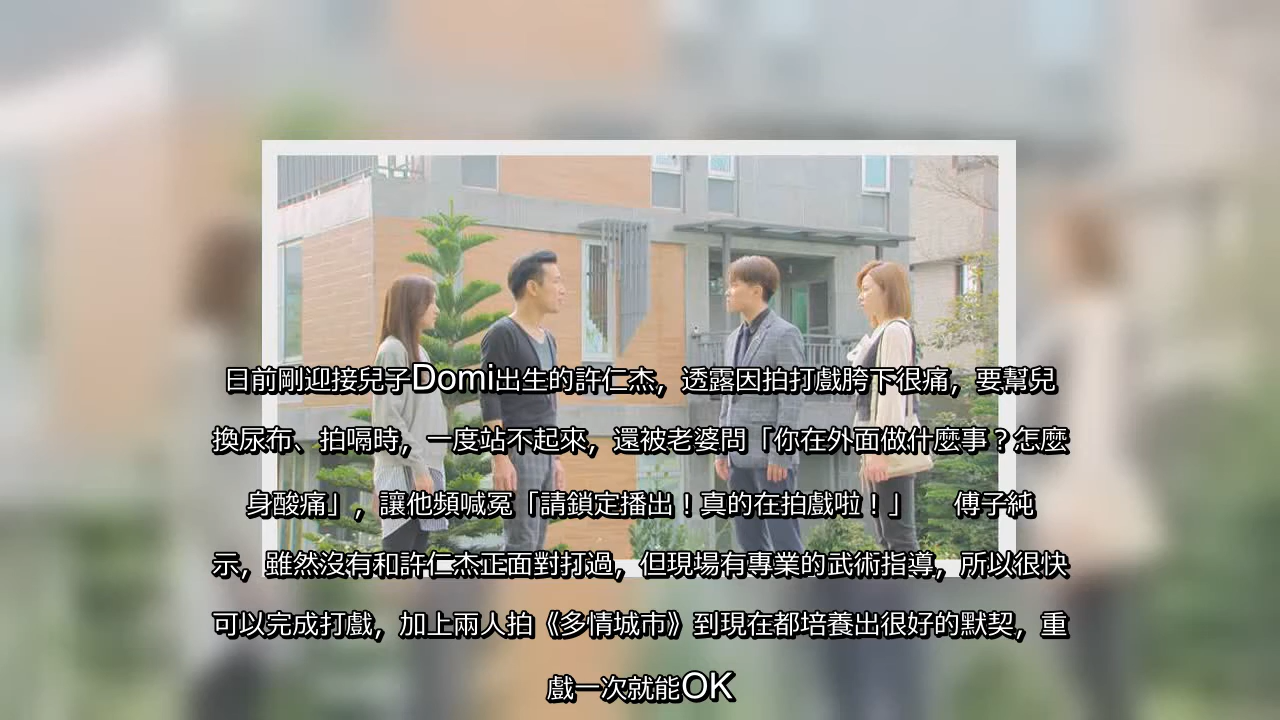 日前剛迎接兒子Domi出生的許仁杰，透露因拍打戲胯下很痛，要幫兒
換尿布、拍嗝時，一度站不起來，還被老婆問「你在外面做什麼事？怎麼
身酸痛」，讓他頻喊冤「請鎖定播出！真的在拍戲啦！」 傅子純
示，雖然沒有和許仁杰正面對打過，但現場有專業的武術指導，所以很快
可以完成打戲，加上兩人拍《多情城市》到現在都培養出很好的默契，重
戲一次就能OK